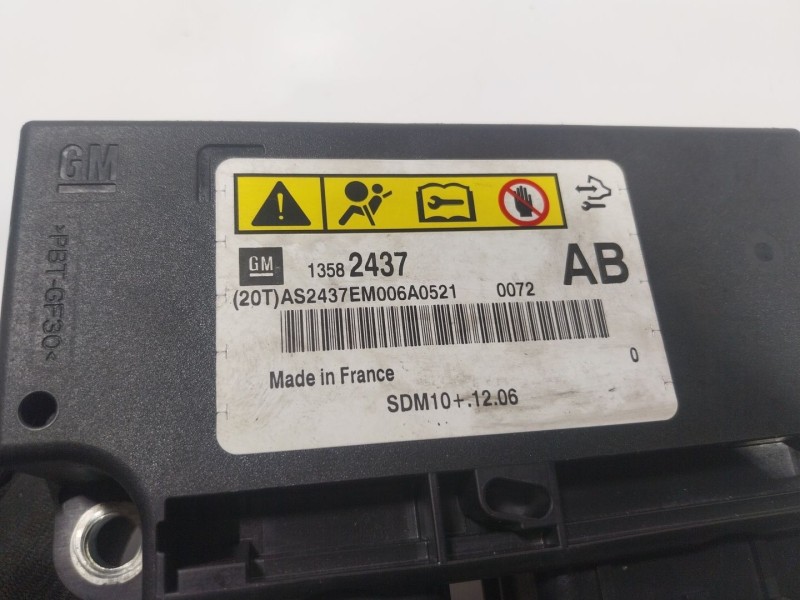 GM
>PBT-GF30<
GM 1358 2437 AB
(20T)AS2437EM006A0521 0072
Made in France 0
SDM10+.12.06